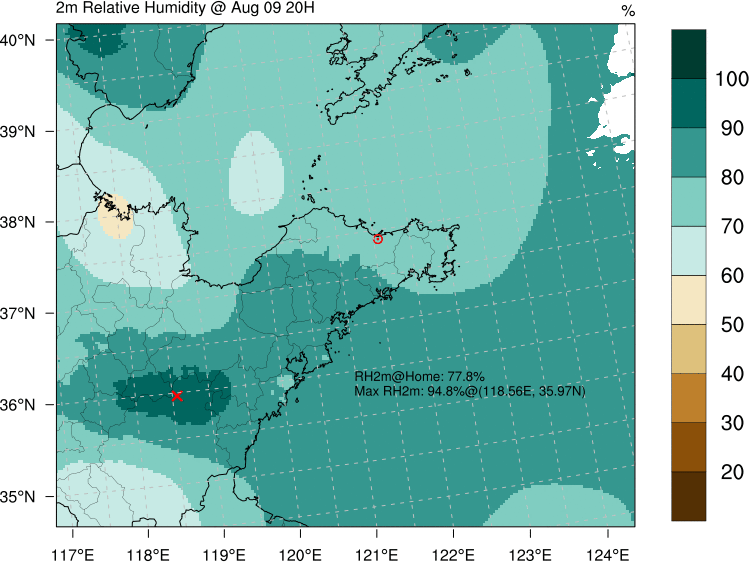 2m Relative Humidity @ Aug 09 20H
%
40°N
39°N
38°N
37°N
36°N
35°N
117°E
118°E
119°E
120°E
121°E
122°E
123°E
124°E
RH2m@Home: 77.8%
Max RH2m: 94.8%@(118.56E, 35.97N)
100
90
80
70
60
50
40
30
20